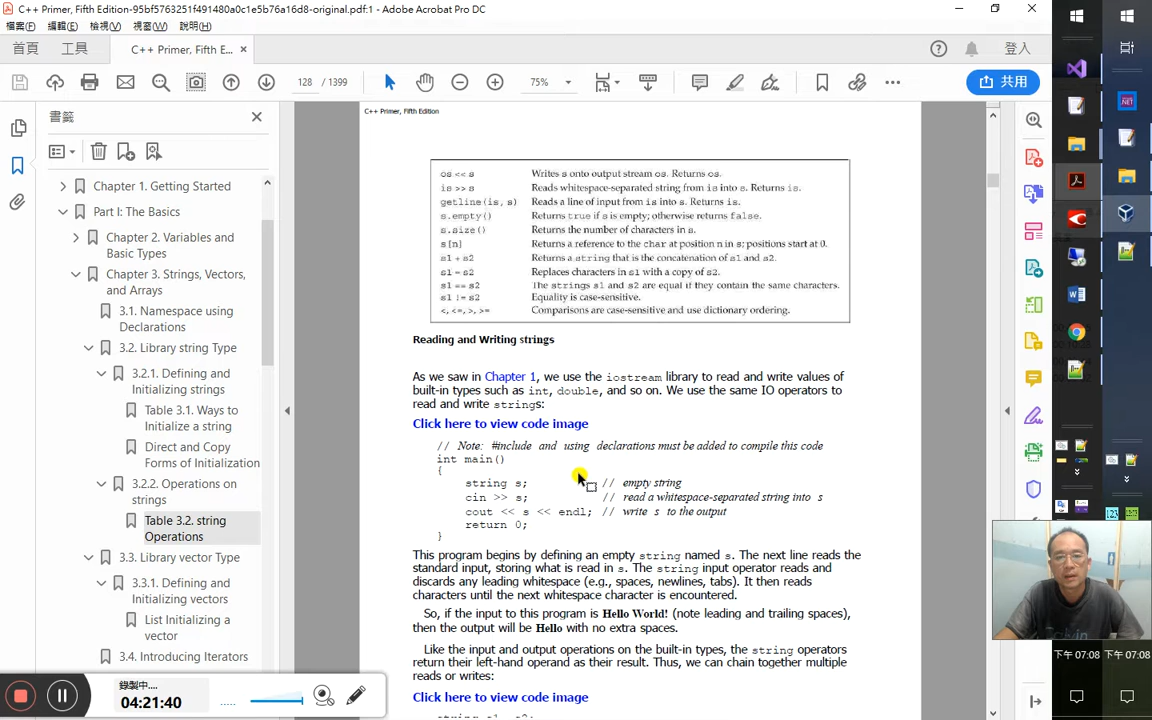 C++ Primer, Fifth Edition-95bf5763251f491480a0c1e5b76a16d8-original.pdf:1 - Adobe Acrobat Pro DC
檔案(F) 編輯(E) 檢視(V) 視窗(W) 說明(H)
首頁 工具 C++ Primer, Fifth E... ×
登入
128 / 1399
75%
共用
書籤
Chapter 1. Getting Started
Part I: The Basics
Chapter 2. Variables and
Basic Types
Chapter 3. Strings, Vectors,
and Arrays
3.1. Namespace using
Declarations
3.2. Library string Type
3.2.1. Defining and
Initializing strings
Table 3.1. Ways to
Initialize a string
Direct and Copy
Forms of Initialization
3.2.2. Operations on
strings
Table 3.2. string
Operations
3.3. Library vector Type
3.3.1. Defining and
Initializing vectors
List Initializing a
vector
3.4. Introducing Iterators
C++ Primer, Fifth Edition
os << s Writes s onto output stream os. Returns os.
is >> s Reads whitespace-separated string from is into s. Returns is.
getline(is, s) Reads a line of input from is into s. Returns is.
s.empty() Returns true if s is empty; otherwise returns false.
s.size() Returns the number of characters in s.
s[n] Returns a reference to the char at position n in s; positions start at 0.
s1 + s2 Returns a string that is the concatenation of s1 and s2.
s1 = s2 Replaces characters in s1 with a copy of s2.
s1 == s2 The strings s1 and s2 are equal if they contain the same characters.
s1 != s2 Equality is case-sensitive.
<, <=, >, >= Comparisons are case-sensitive and use dictionary ordering.
Reading and Writing strings
As we saw in Chapter 1, we use the iostream library to read and write values of
built-in types such as int, double, and so on. We use the same IO operators to
read and write strings:
Click here to view code image
// Note: #include and using declarations must be added to compile this code
int main()
{
string s; // empty string
cin >> s; // read a whitespace-separated string into s
cout << s << endl; // write s to the output
return 0;
}
This program begins by defining an empty string named s. The next line reads the
standard input, storing what is read in s. The string input operator reads and
discards any leading whitespace (e.g., spaces, newlines, tabs). It then reads
characters until the next whitespace character is encountered.
So, if the input to this program is Hello World! (note leading and trailing spaces),
then the output will be Hello with no extra spaces.
Like the input and output operations on the built-in types, the string operators
return their left-hand operand as their result. Thus, we can chain together multiple
reads or writes:
Click here to view code image
string s1, s2;
錄製中....
04:21:40
下午 07:08 下午 07:08